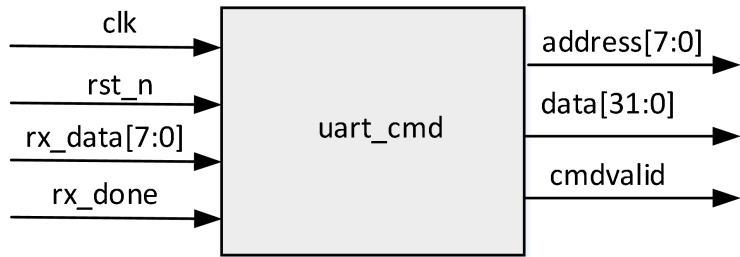 clk
rst_n
rx_data[7:0]
rx_done
uart_cmd
address[7:0]
data[31:0]
cmdvalid